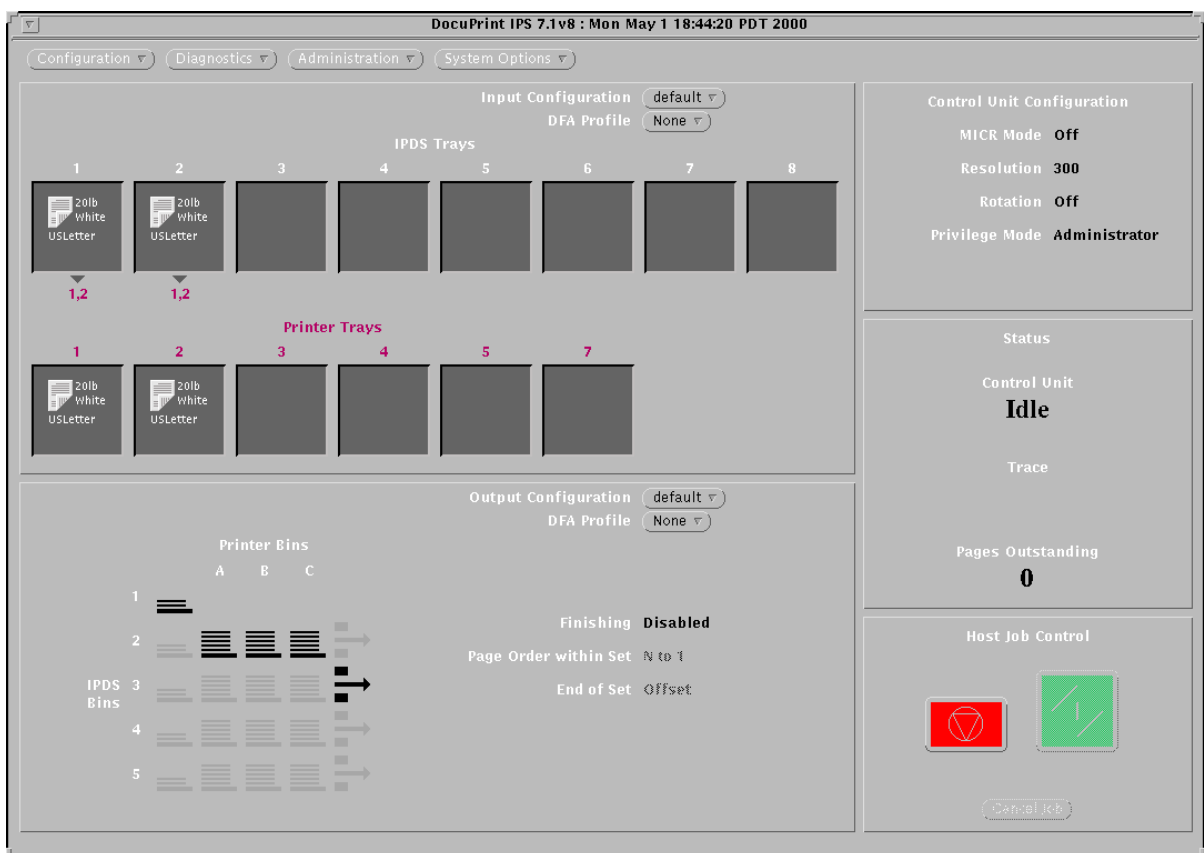 DocuPrint IPS 7.1v8 : Mon May 1 18:44:20 PDT 2000
Configuration Diagnostics Administration System Options
Input Configuration default
DFA Profile None
IPDS Trays
1 2 3 4 5 6 7 8
20lb White USLetter
20lb White USLetter
1,2 1,2
Printer Trays
1 2 3 4 5 7
20lb White USLetter
20lb White USLetter
Output Configuration default
DFA Profile None
Printer Bins
A B C
1
2
IPDS Bins 3
4
5
Finishing Disabled
Page Order within Set N to 1
End of Set Offset
Control Unit Configuration
MICR Mode Off
Resolution 300
Rotation Off
Privilege Mode Administrator
Status
Control Unit
Idle
Trace
Pages Outstanding
0
Host Job Control
Cancel Job